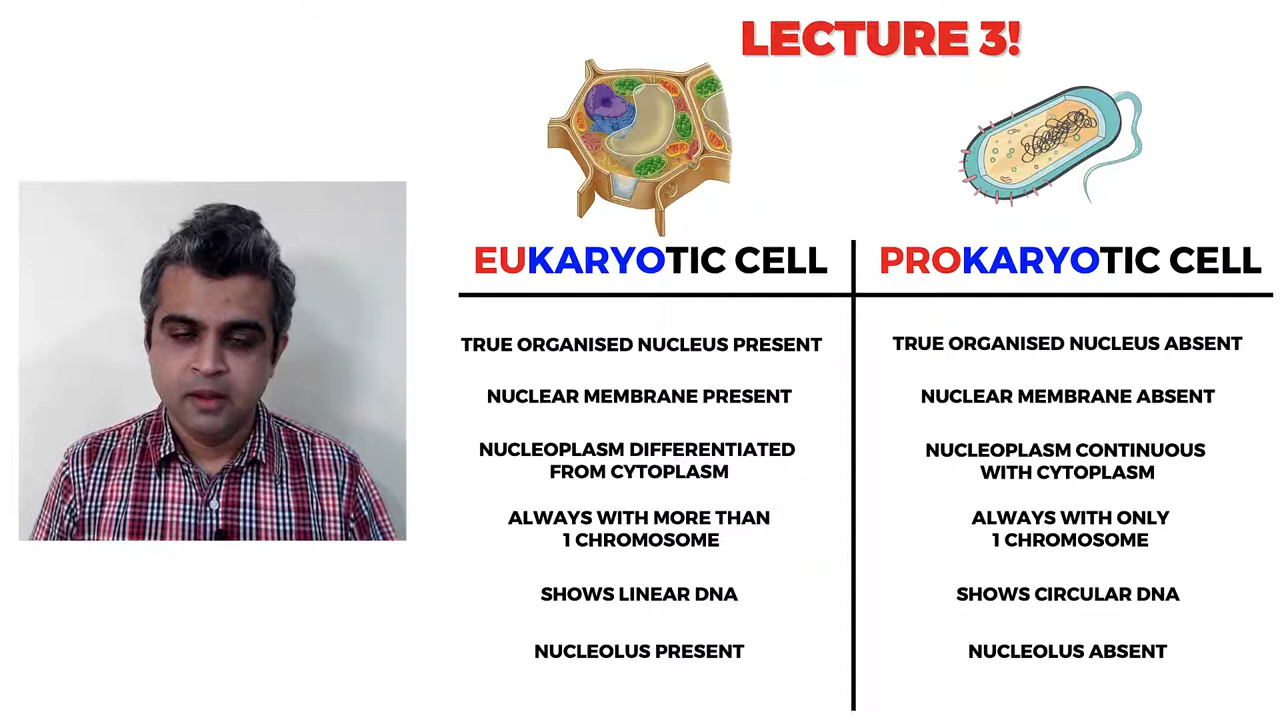 LECTURE 3!
EUKARYOTIC CELL
TRUE ORGANISED NUCLEUS PRESENT
NUCLEAR MEMBRANE PRESENT
NUCLEOPLASM DIFFERENTIATED
FROM CYTOPLASM
ALWAYS WITH MORE THAN
1 CHROMOSOME
SHOWS LINEAR DNA
NUCLEOLUS PRESENT
PROKARYOTIC CELL
TRUE ORGANISED NUCLEUS ABSENT
NUCLEAR MEMBRANE ABSENT
NUCLEOPLASM CONTINUOUS
WITH CYTOPLASM
ALWAYS WITH ONLY
1 CHROMOSOME
SHOWS CIRCULAR DNA
NUCLEOLUS ABSENT